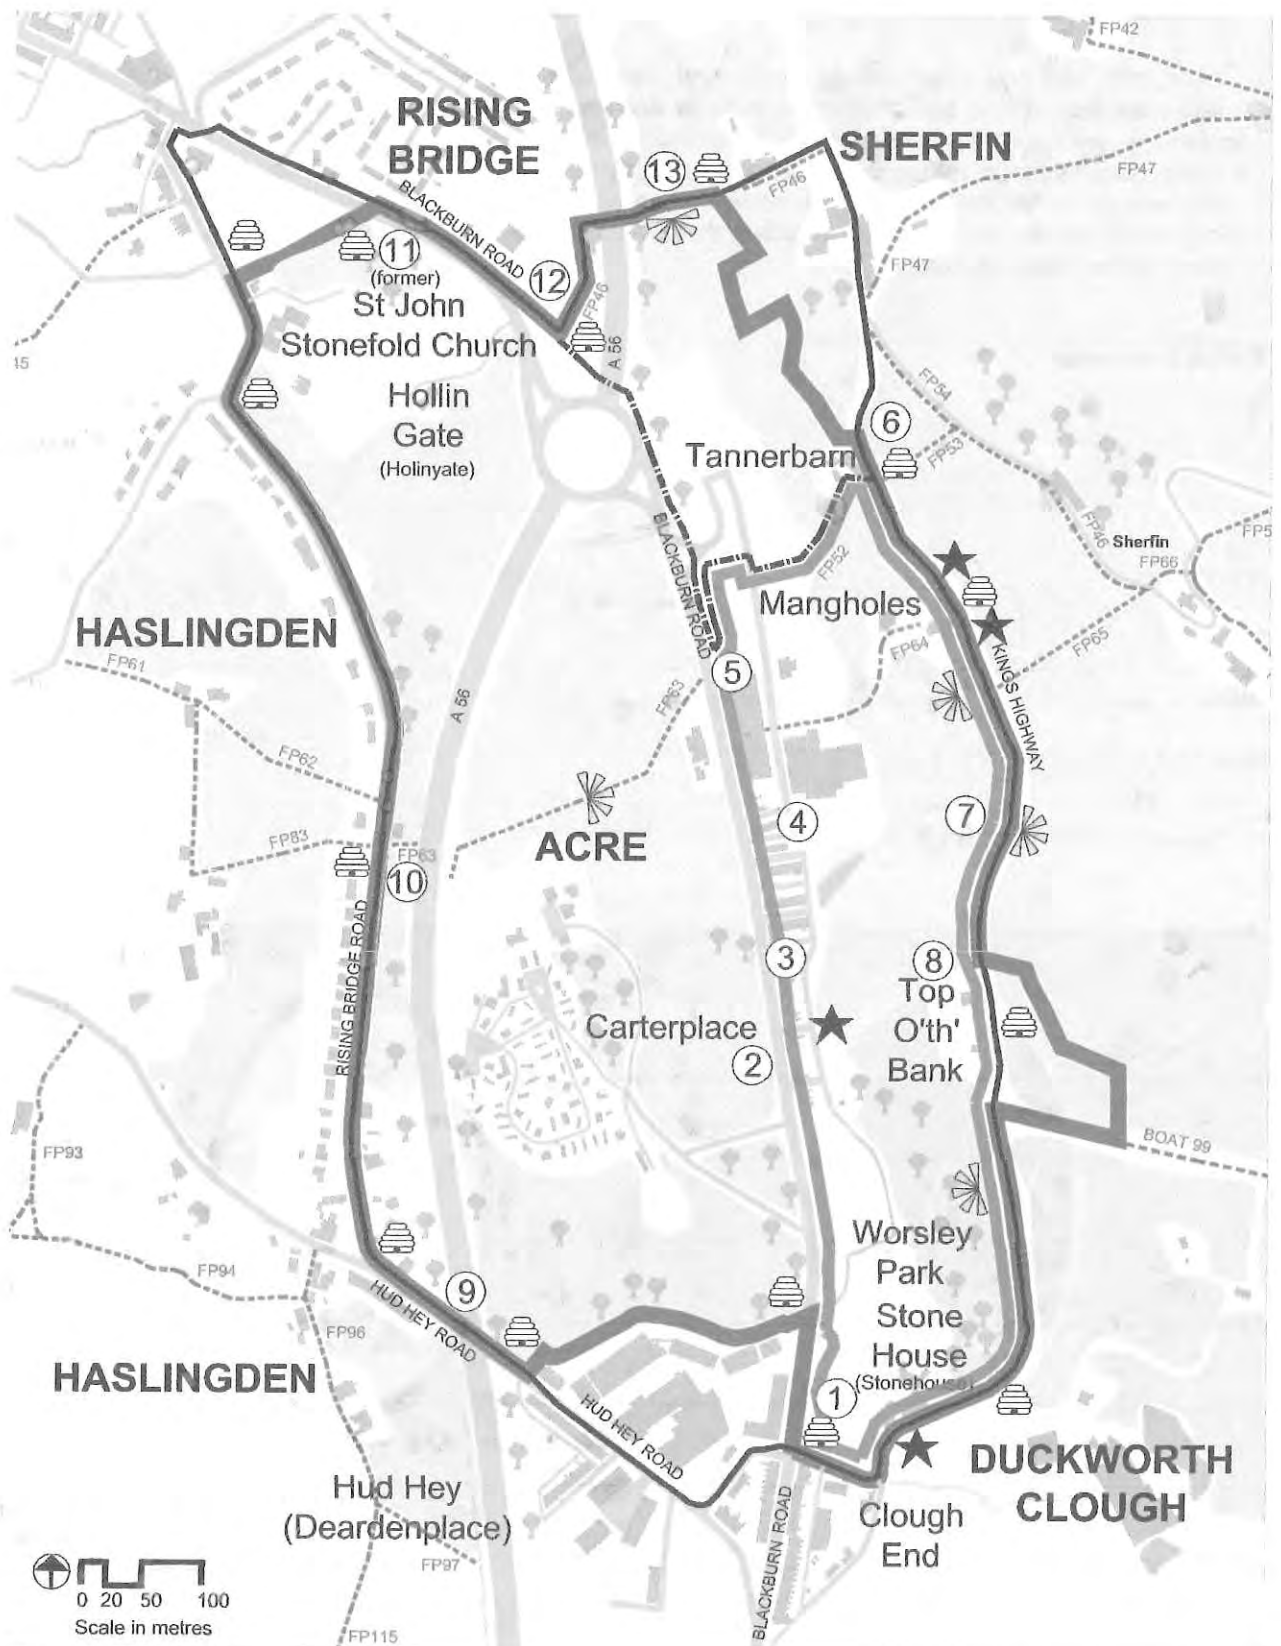 FP42
RISING
BRIDGE
SHERFIN
13
FP46
FP47
BLACKBURN ROAD
FP47
11
(former)
St John
Stonefold Church
12
FP46
A 56
Hollin
Gate
(Holinyate)
FP54
6
FP53
Tannerbarn
BLACKBURN ROAD
FP52
FP46
Sherfin
FP66
Mangholes
HASLINGDEN
FP61
FP64
FP65
KINGS HIGHWAY
5
FP63
A 56
FP62
4
7
ACRE
FP83
FP63
10
RISING BRIDGE ROAD
3
8
Top
O'th'
Bank
Carterplace
2
BOAT 99
FP93
Worsley
Park
FP94
9
HUD HEY ROAD
Stone
House
(Stonehouse)
FP96
HASLINGDEN
1
HUD HEY ROAD
DUCKWORTH
CLOUGH
Hud Hey
(Deardenplace)
BLACKBURN ROAD
Clough
End
FP97
0 20 50 100
Scale in metres
FP115